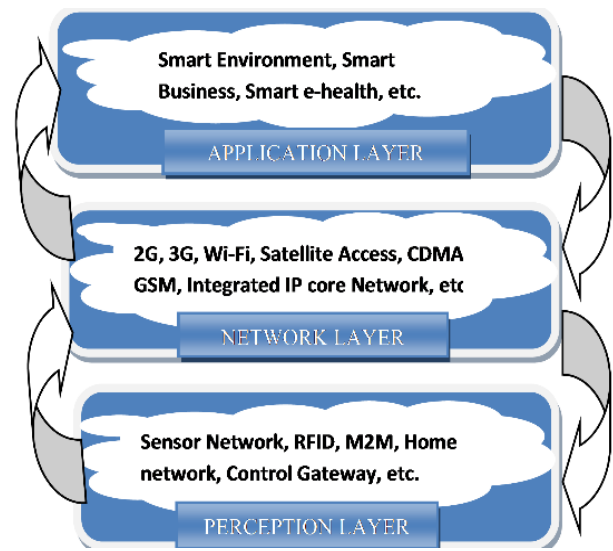 Smart Environment, Smart
Business, Smart e-health, etc.
APPLICATION LAYER
2G, 3G, Wi-Fi, Satellite Access, CDMA
GSM, Integrated IP core Network, etc
NETWORK LAYER
Sensor Network, RFID, M2M, Home
network, Control Gateway, etc.
PERCEPTION LAYER